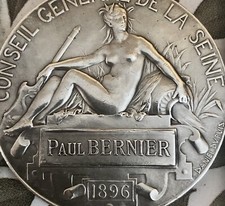 CONSEIL GENERAL DE LA SEINE
PAUL BERNIER
1896